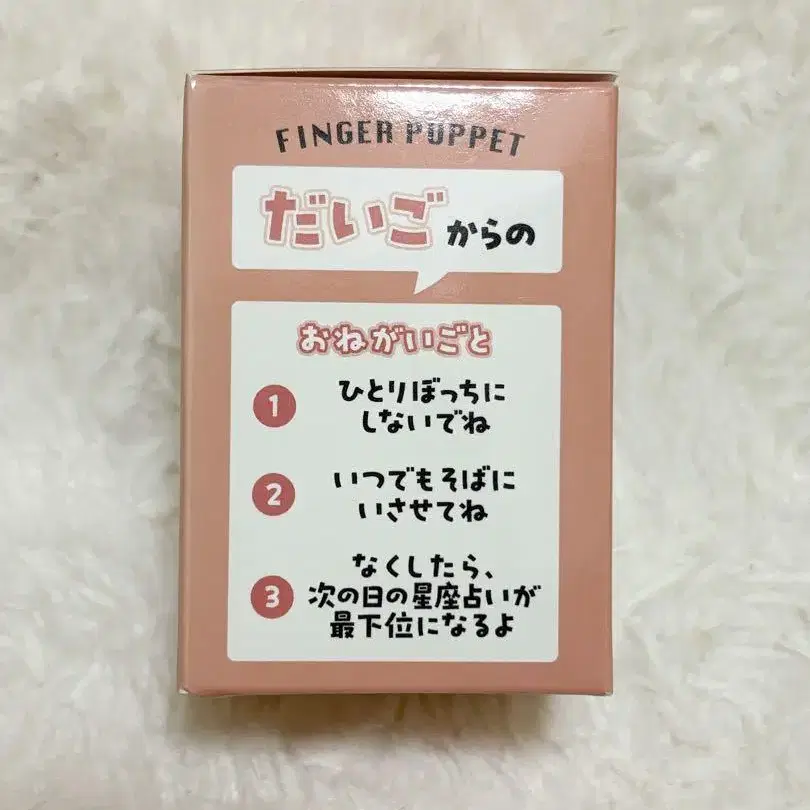 FINGER PUPPET
だいごからの
おねがいごと
1 ひとりぼっちに
しないでね
2 いつでもそばに
いさせてね
3 なくしたら、
次の日の星座占いが
最下位になるよ